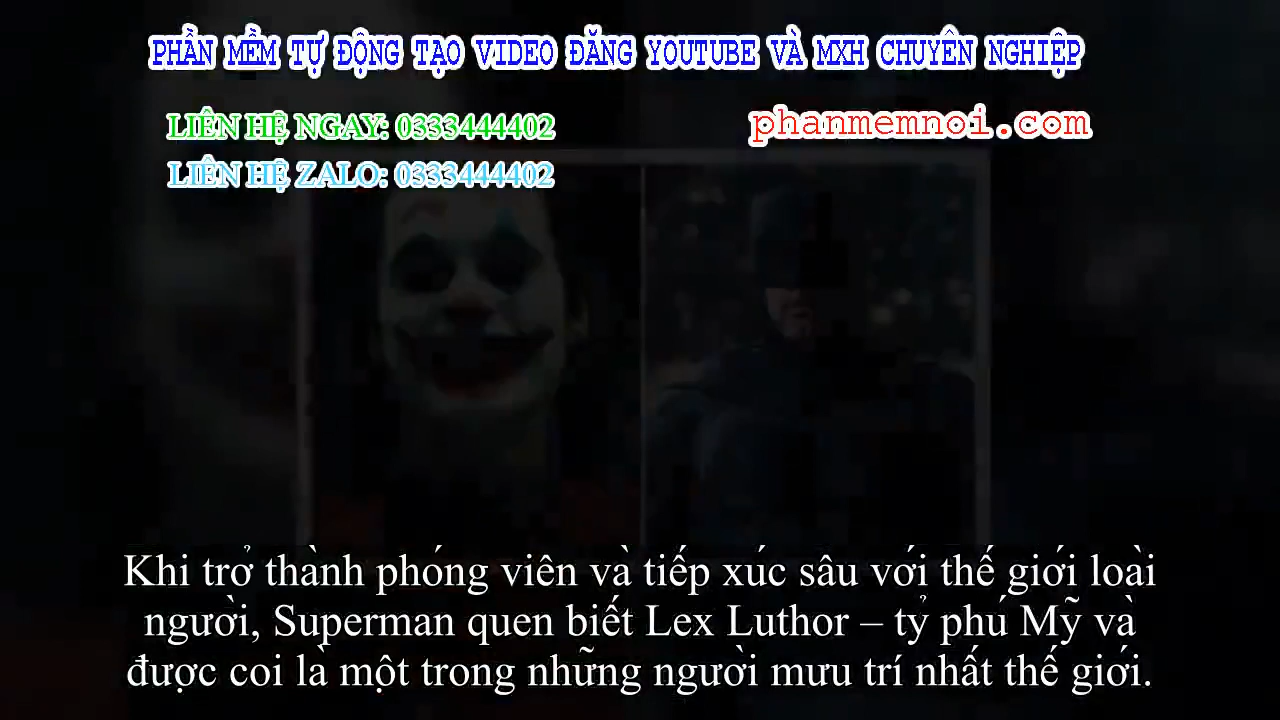 PHẦN MỀM TỰ ĐỘNG TẠO VIDEO ĐĂNG YOUTUBE VÀ MXH CHUYÊN NGHIỆP
LIÊN HỆ NGAY: 0333444402
phanmemnoi.com
LIÊN HỆ ZALO: 0333444402
Khi trở thành phóng viên và tiếp xúc sâu với thế giới loài
người, Superman quen biết Lex Luthor – tỷ phú Mỹ và
được coi là một trong những người mưu trí nhất thế giới.